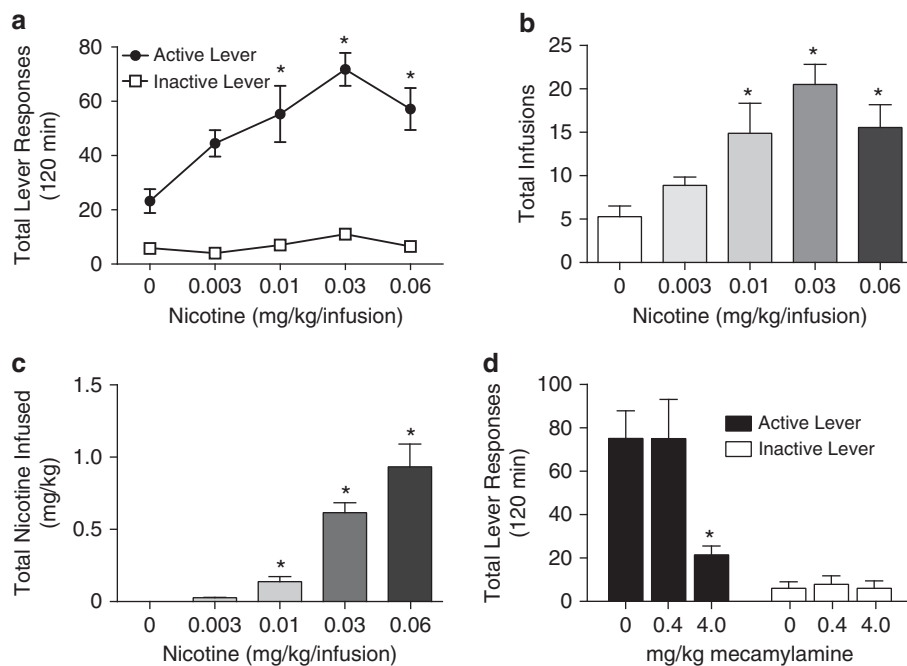 a
Total Lever Responses
(120 min)
80
60
40
20
0
Active Lever
Inactive Lever
*
*
*
0 0.003 0.01 0.03 0.06
Nicotine (mg/kg/infusion)
b
Total Infusions
25
20
15
10
5
0
*
*
*
0 0.003 0.01 0.03 0.06
Nicotine (mg/kg/infusion)
c
Total Nicotine Infused
(mg/kg)
1.5
1.0
0.5
0
*
*
*
0 0.003 0.01 0.03 0.06
Nicotine (mg/kg/infusion)
d
Total Lever Responses
(120 min)
100
80
60
40
20
0
Active Lever
Inactive Lever
*
0 0.4 4.0 0 0.4 4.0
mg/kg mecamylamine